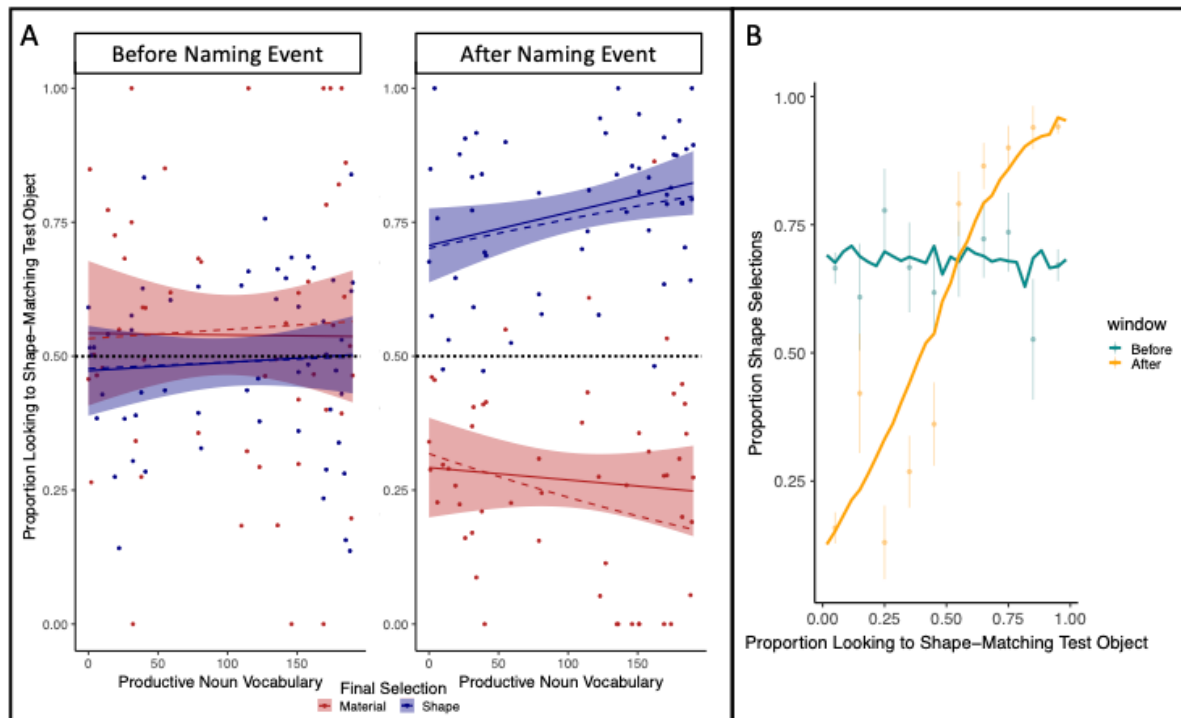 A
Before Naming Event
After Naming Event
Proportion Looking to Shape−Matching Test Object
1.00
0.75
0.50
0.25
0.00
0
50
100
150
0
50
100
150
Productive Noun Vocabulary
Productive Noun Vocabulary
Final Selection
Material
Shape
B
Proportion Shape Selections
1.00
0.75
0.50
0.25
0.00
0.25
0.50
0.75
1.00
Proportion Looking to Shape−Matching Test Object
window
Before
After